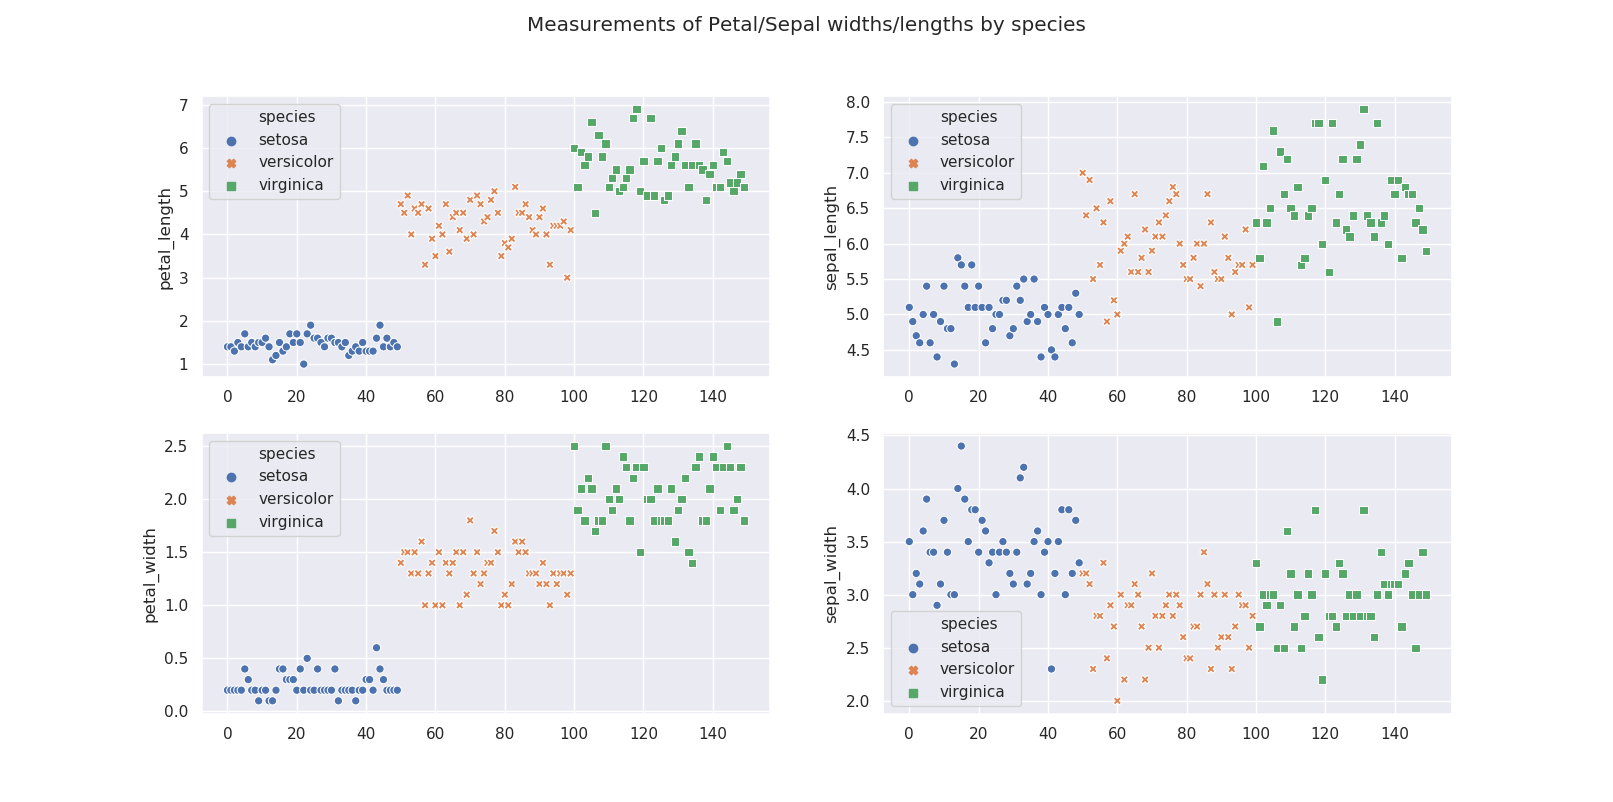 Measurements of Petal/Sepal widths/lengths by species
petal_length
7
6
5
4
3
2
1
species
setosa
versicolor
virginica
0 20 40 60 80 100 120 140
sepal_length
8.0
7.5
7.0
6.5
6.0
5.5
5.0
4.5
species
setosa
versicolor
virginica
0 20 40 60 80 100 120 140
petal_width
2.5
2.0
1.5
1.0
0.5
0.0
species
setosa
versicolor
virginica
0 20 40 60 80 100 120 140
sepal_width
4.5
4.0
3.5
3.0
2.5
2.0
species
setosa
versicolor
virginica
0 20 40 60 80 100 120 140